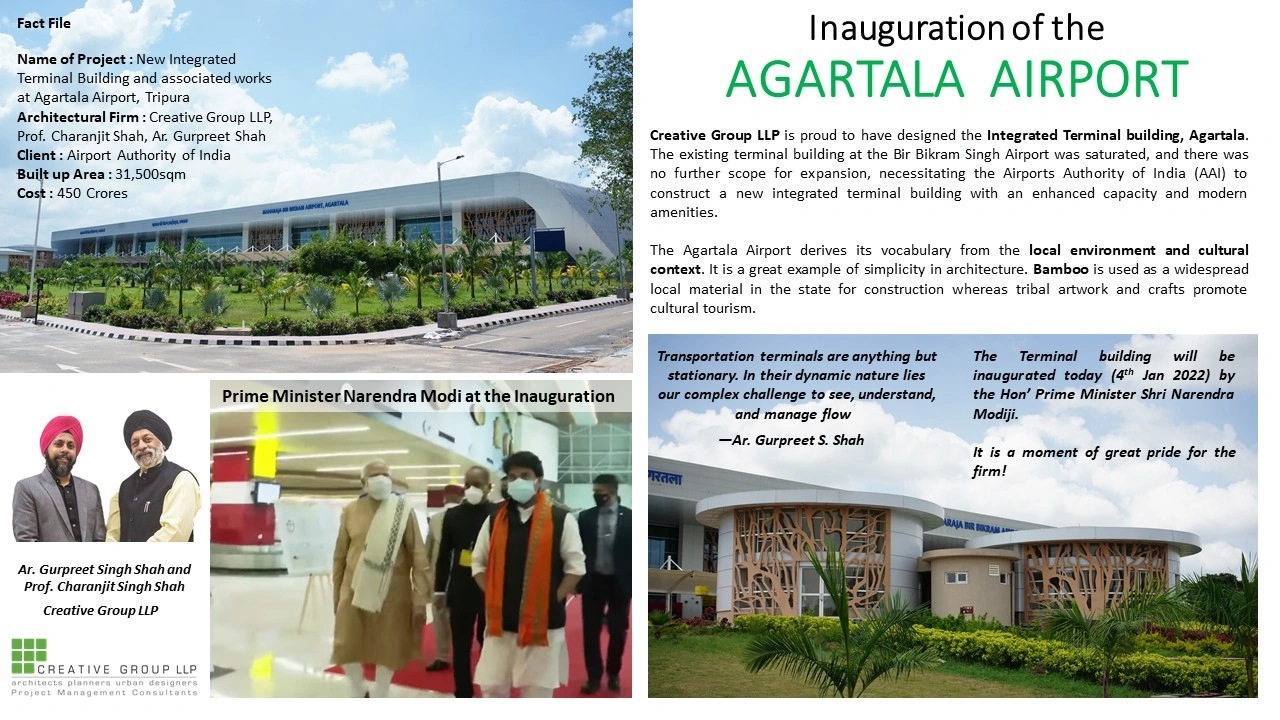 Fact File
Name of Project : New Integrated
Terminal Building and associated works
at Agartala Airport, Tripura
Architectural Firm : Creative Group LLP,
Prof. Charanjit Shah, Ar. Gurpreet Shah
Client : Airport Authority of India
Built up Area : 31,500sqm
Cost : 450 Crores
MAHARAJA BIR BIKRAM AIRPORT, AGARTALA
Inauguration of the
AGARTALA AIRPORT
Creative Group LLP is proud to have designed the Integrated Terminal building, Agartala.
The existing terminal building at the Bir Bikram Singh Airport was saturated, and there was
no further scope for expansion, necessitating the Airports Authority of India (AAI) to
construct a new integrated terminal building with an enhanced capacity and modern
amenities.
The Agartala Airport derives its vocabulary from the local environment and cultural
context. It is a great example of simplicity in architecture. Bamboo is used as a widespread
local material in the state for construction whereas tribal artwork and crafts promote
cultural tourism.
Prime Minister Narendra Modi at the Inauguration
Ar. Gurpreet Singh Shah and
Prof. Charanjit Singh Shah
Creative Group LLP
CREATIVE GROUP LLP
architects planners urban designers
Project Management Consultants
Transportation terminals are anything but
stationary. In their dynamic nature lies
our complex challenge to see, understand,
and manage flow
—Ar. Gurpreet S. Shah
The Terminal building will be
inaugurated today (4th Jan 2022) by
the Hon’ Prime Minister Shri Narendra
Modiji.
It is a moment of great pride for the
firm!
गरतला
ARAJA BIR BIKRAM AIR